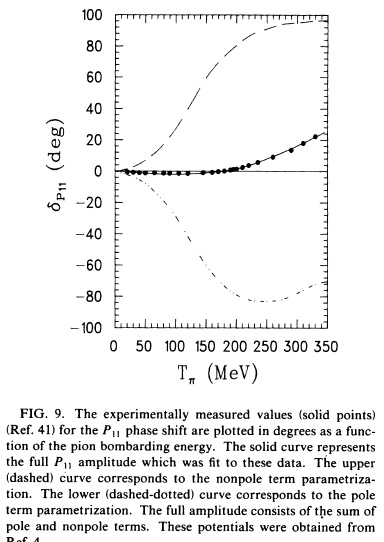 100
80
60
40
20
0
−20
−40
−60
−80
−100
δP₁₁ (deg)
0 50 100 150 200 250 300 350
Tπ (MeV)
FIG. 9. The experimentally measured values (solid points)
(Ref. 41) for the P₁₁ phase shift are plotted in degrees as a func-
tion of the pion bombarding energy. The solid curve represents
the full P₁₁ amplitude which was fit to these data. The upper
(dashed) curve corresponds to the nonpole term parametriza-
tion. The lower (dashed-dotted) curve corresponds to the pole
term parametrization. The full amplitude consists of the sum of
pole and nonpole terms. These potentials were obtained from
Ref. 4.